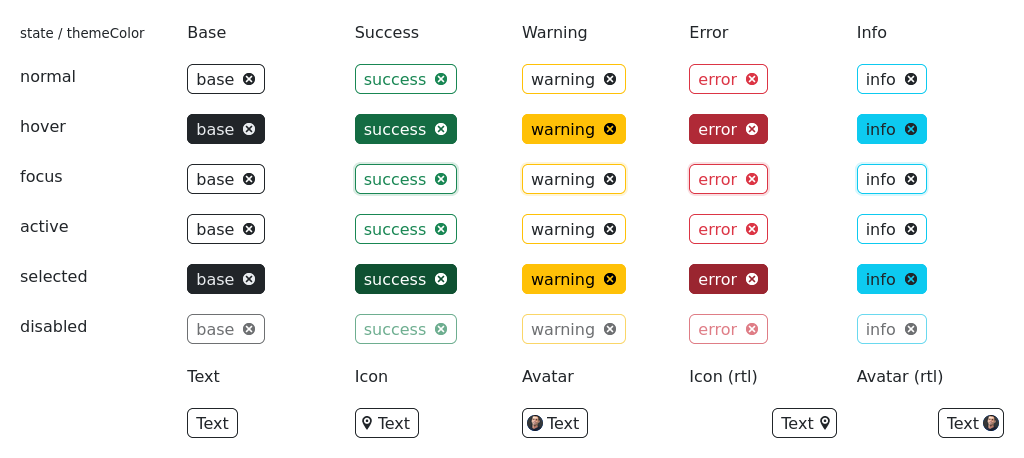 state / themeColor Base Success Warning Error Info
normal base success warning error info
hover base success warning error info
focus base success warning error info
active base success warning error info
selected base success warning error info
disabled base success warning error info
Text Icon Avatar Icon (rtl) Avatar (rtl)
Text Text Text Text Text